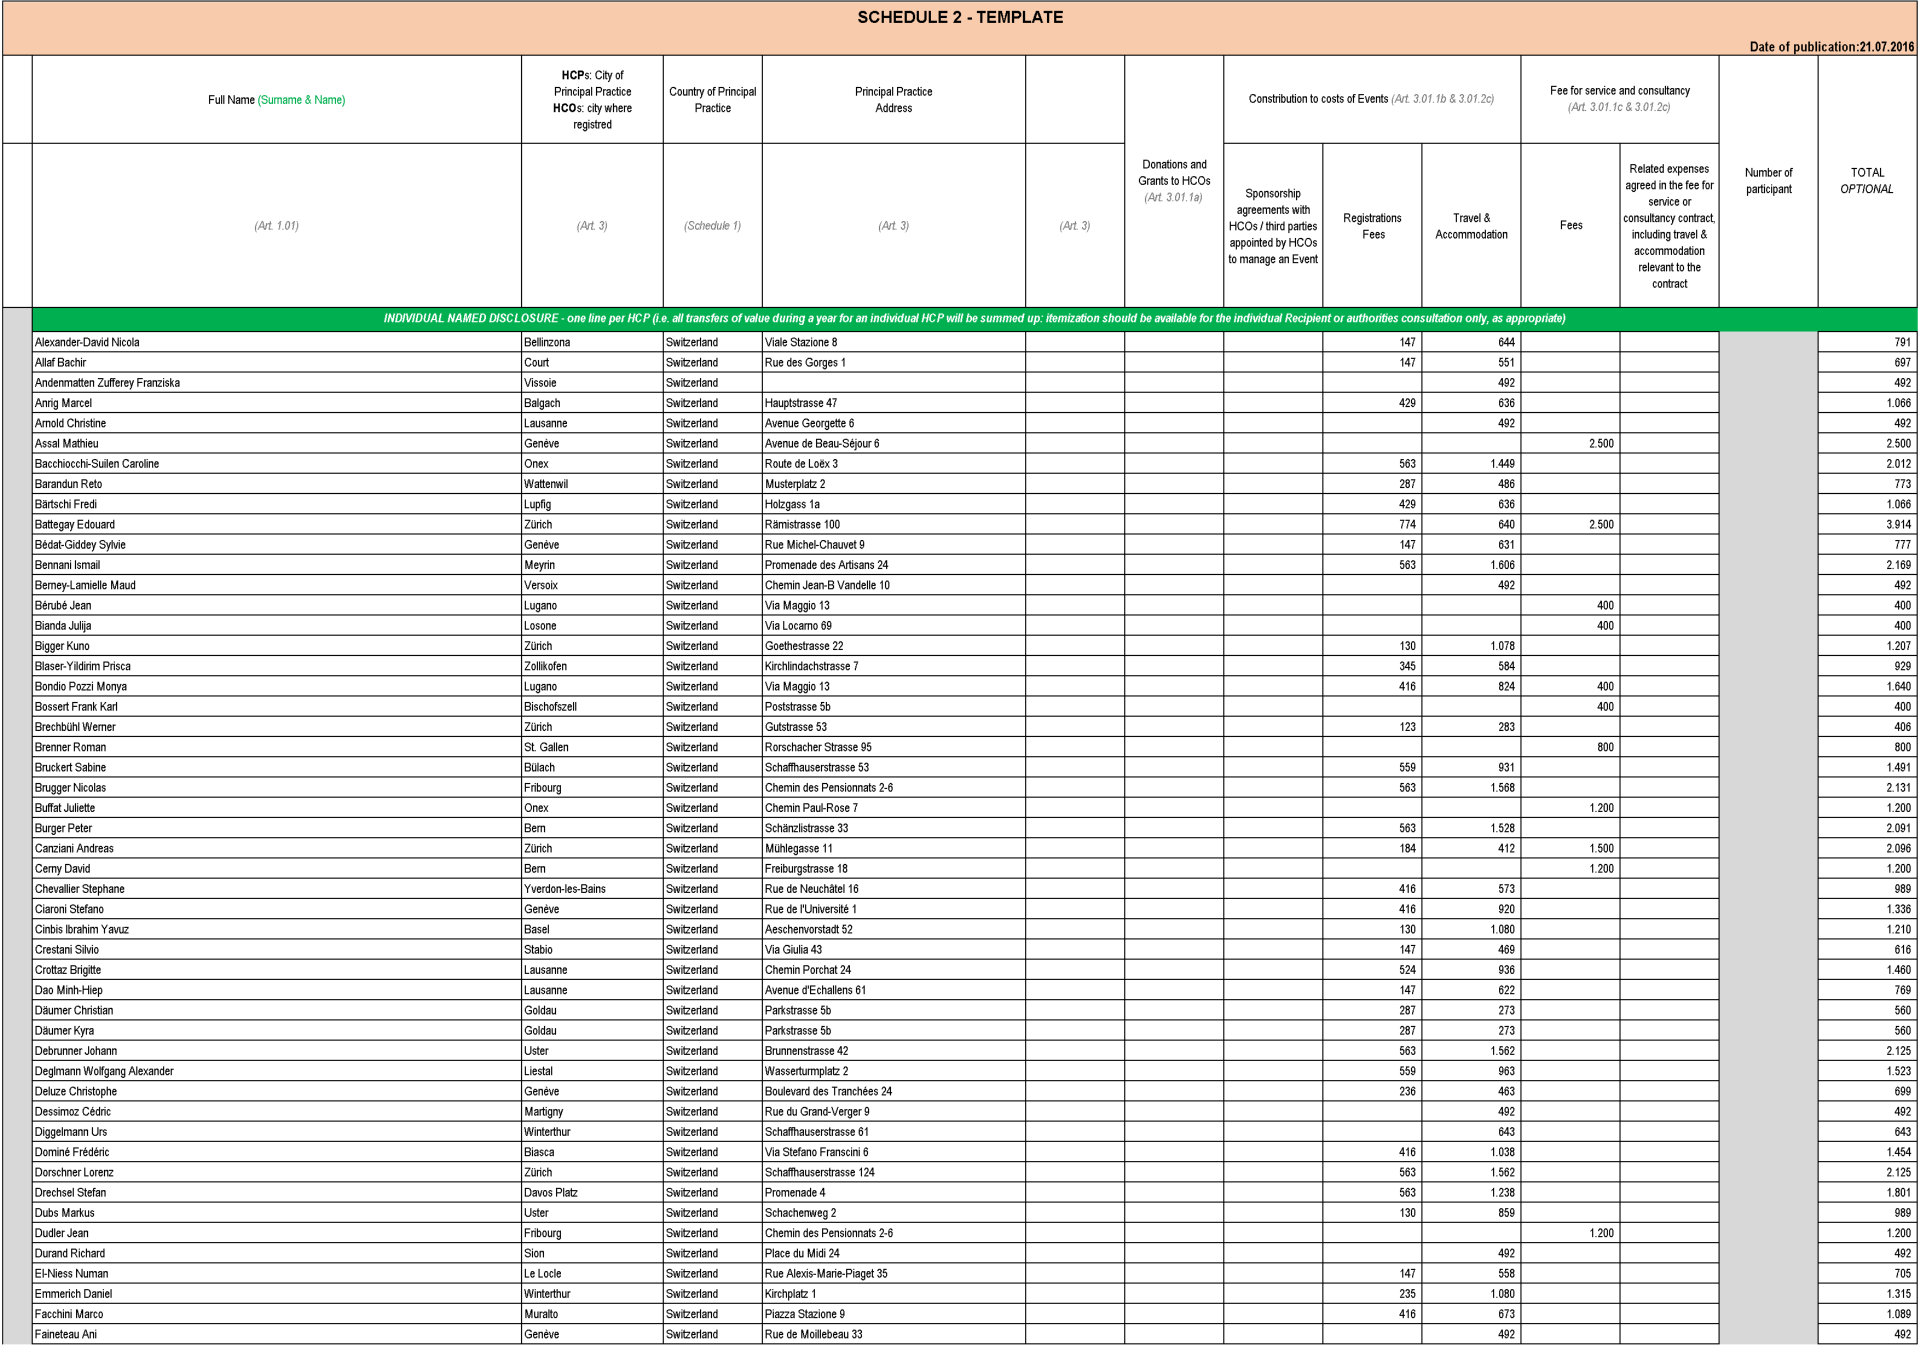 SCHEDULE 2 - TEMPLATE
Date of publication:21.07.2016
Full Name (Surname & Name)
HCPs: City of
Principal Practice
HCOs: city where
registred
Country of Principal
Practice
Principal Practice
Address
Donations and
Grants to HCOs
(Art. 3.01.1a)
Constribution to costs of Events (Art. 3.01.1b & 3.01.2c)
Fee for service and consultancy
(Art. 3.01.1c & 3.01.2c)
Number of
participant
TOTAL
OPTIONAL
(Art. 1.01)
(Art. 3)
(Schedule 1)
(Art. 3)
(Art. 3)
Sponsorship
agreements with
HCOs / third parties
appointed by HCOs
to manage an Event
Registrations
Fees
Travel &
Accommodation
Fees
Related expenses
agreed in the fee for
service or
consultancy contract,
including travel &
accommodation
relevant to the
contract
INDIVIDUAL NAMED DISCLOSURE - one line per HCP (i.e. all transfers of value during a year for an individual HCP will be summed up: itemization should be available for the individual Recipient or authorities consultation only, as appropriate)
Alexander-David Nicola Bellinzona Switzerland Viale Stazione 8 147 644 791
Allaf Bachir Court Switzerland Rue des Gorges 1 147 551 697
Andenmatten Zufferey Franziska Vissoie Switzerland 492 492
Anrig Marcel Balgach Switzerland Hauptstrasse 47 429 636 1.066
Arnold Christine Lausanne Switzerland Avenue Georgette 6 492 492
Assal Mathieu Genève Switzerland Avenue de Beau-Séjour 6 2.500 2.500
Bacchiocchi-Suilen Caroline Onex Switzerland Route de Loëx 3 563 1.449 2.012
Barandun Reto Wattenwil Switzerland Musterplatz 2 287 486 773
Bärtschi Fredi Lupfig Switzerland Holzgass 1a 429 636 1.066
Battegay Edouard Zürich Switzerland Rämistrasse 100 774 640 2.500 3.914
Bédat-Giddey Sylvie Genéve Switzerland Rue Michel-Chauvet 9 147 631 777
Bennani Ismail Meyrin Switzerland Promenade des Artisans 24 563 1.606 2.169
Berney-Lamielle Maud Versoix Switzerland Chemin Jean-B Vandelle 10 492 492
Bérubé Jean Lugano Switzerland Via Maggio 13 400 400
Bianda Julija Losone Switzerland Via Locarno 69 400 400
Bigger Kuno Zürich Switzerland Goethestrasse 22 130 1.078 1.207
Blaser-Yildirim Prisca Zollikofen Switzerland Kirchlindachstrasse 7 345 584 929
Bondio Pozzi Monya Lugano Switzerland Via Maggio 13 416 824 400 1.640
Bossert Frank Karl Bischofszell Switzerland Poststrasse 5b 400 400
Brechbühl Werner Zürich Switzerland Gutstrasse 53 123 283 406
Brenner Roman St. Gallen Switzerland Rorschacher Strasse 95 800 800
Bruckert Sabine Bülach Switzerland Schaffhauserstrasse 53 559 931 1.491
Brugger Nicolas Fribourg Switzerland Chemin des Pensionnats 2-6 563 1.568 2.131
Buffat Juliette Onex Switzerland Chemin Paul-Rose 7 1.200 1.200
Burger Peter Bern Switzerland Schänzlistrasse 33 563 1.528 2.091
Canziani Andreas Zürich Switzerland Mühlegasse 11 184 412 1.500 2.096
Cerny David Bern Switzerland Freiburgstrasse 18 1.200 1.200
Chevallier Stephane Yverdon-les-Bains Switzerland Rue de Neuchâtel 16 416 573 989
Ciaroni Stefano Genéve Switzerland Rue de l'Université 1 416 920 1.336
Cinbis Ibrahim Yavuz Basel Switzerland Aeschenvorstadt 52 130 1.080 1.210
Crestani Silvio Stabio Switzerland Via Giulia 43 147 469 616
Crottaz Brigitte Lausanne Switzerland Chemin Porchat 24 524 936 1.460
Dao Minh-Hiep Lausanne Switzerland Avenue d'Echallens 61 147 622 769
Däumer Christian Goldau Switzerland Parkstrasse 5b 287 273 560
Däumer Kyra Goldau Switzerland Parkstrasse 5b 287 273 560
Debrunner Johann Uster Switzerland Brunnenstrasse 42 563 1.562 2.125
Deglmann Wolfgang Alexander Liestal Switzerland Wasserturmplatz 2 559 963 1.523
Deluze Christophe Genéve Switzerland Boulevard des Tranchées 24 236 463 699
Dessimoz Cédric Martigny Switzerland Rue du Grand-Verger 9 492 492
Diggelmann Urs Winterthur Switzerland Schaffhauserstrasse 61 643 643
Dominé Frédéric Biasca Switzerland Via Stefano Franscini 6 416 1.038 1.454
Dorschner Lorenz Zürich Switzerland Schaffhauserstrasse 124 563 1.562 2.125
Drechsel Stefan Davos Platz Switzerland Promenade 4 563 1.238 1.801
Dubs Markus Uster Switzerland Schachenweg 2 130 859 989
Dudler Jean Fribourg Switzerland Chemin des Pensionnats 2-6 1.200 1.200
Durand Richard Sion Switzerland Place du Midi 24 492 492
El-Niess Numan Le Locle Switzerland Rue Alexis-Marie-Piaget 35 147 558 705
Emmerich Daniel Winterthur Switzerland Kirchplatz 1 235 1.080 1.315
Facchini Marco Muralto Switzerland Piazza Stazione 9 416 673 1.089
Faineteau Ani Genève Switzerland Rue de Moillebeau 33 492 492